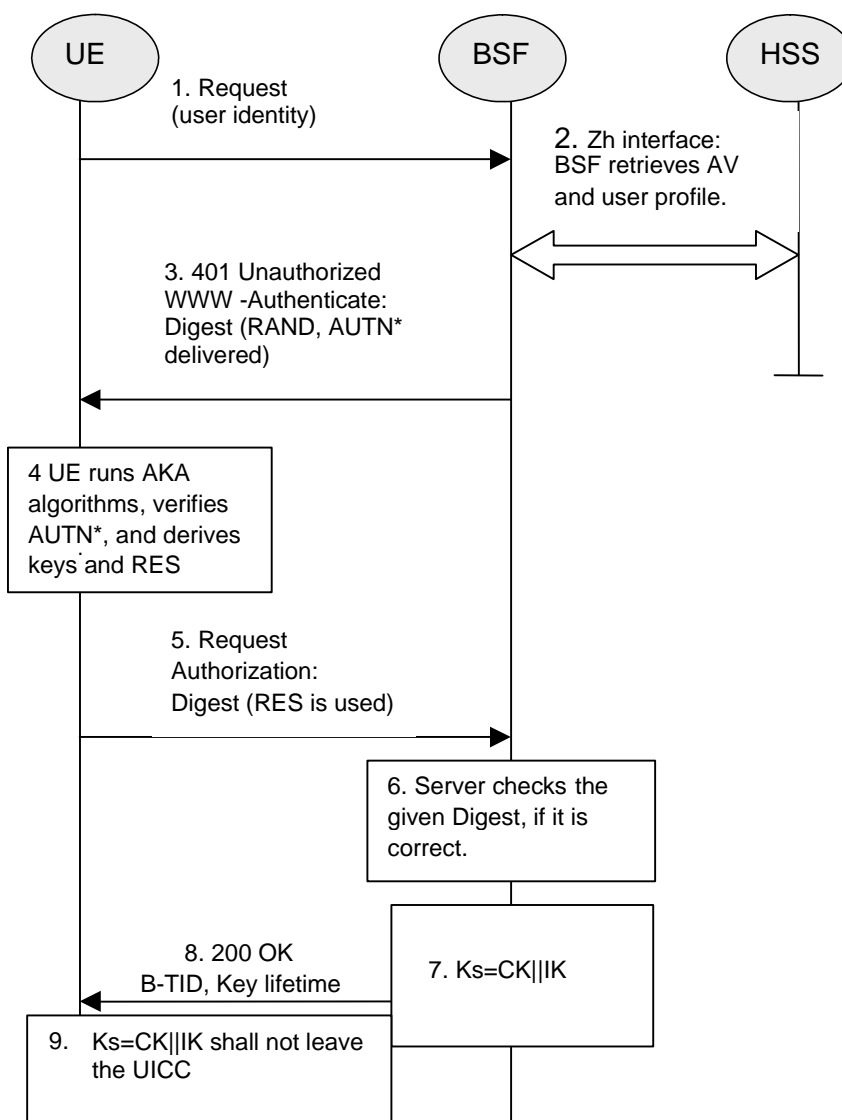 UE
BSF
HSS
1. Request
(user identity)
2. Zh interface:
BSF retrieves AV
and user profile.
3. 401 Unauthorized
WWW -Authenticate:
Digest (RAND, AUTN*
delivered)
4 UE runs AKA
algorithms, verifies
AUTN*, and derives
keys and RES
5. Request
Authorization:
Digest (RES is used)
6. Server checks the
given Digest, if it is
correct.
7. Ks=CK||IK
8. 200 OK
B-TID, Key lifetime
9. Ks=CK||IK shall not leave
the UICC